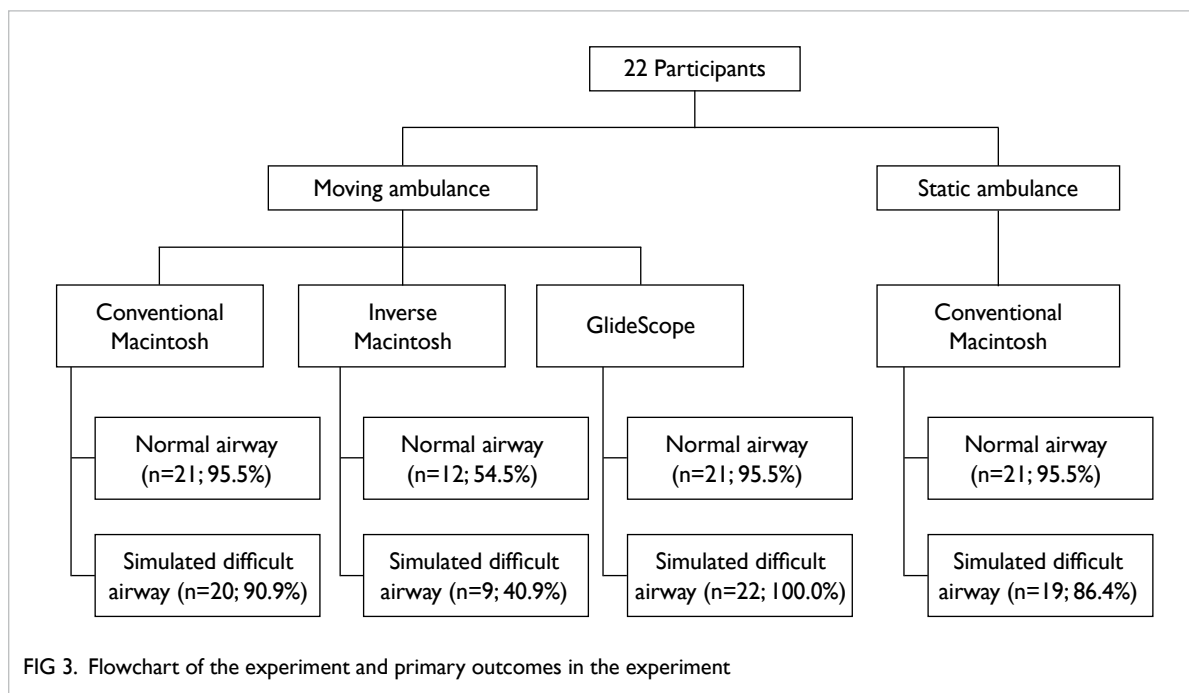 22 Participants
Moving ambulance
Static ambulance
Conventional
Macintosh
Inverse
Macintosh
GlideScope
Conventional
Macintosh
Normal airway
(n=21; 95.5%)
Normal airway
(n=12; 54.5%)
Normal airway
(n=21; 95.5%)
Normal airway
(n=21; 95.5%)
Simulated difficult
airway (n=20; 90.9%)
Simulated difficult
airway (n=9; 40.9%)
Simulated difficult
airway (n=22; 100.0%)
Simulated difficult
airway (n=19; 86.4%)
FIG 3. Flowchart of the experiment and primary outcomes in the experiment